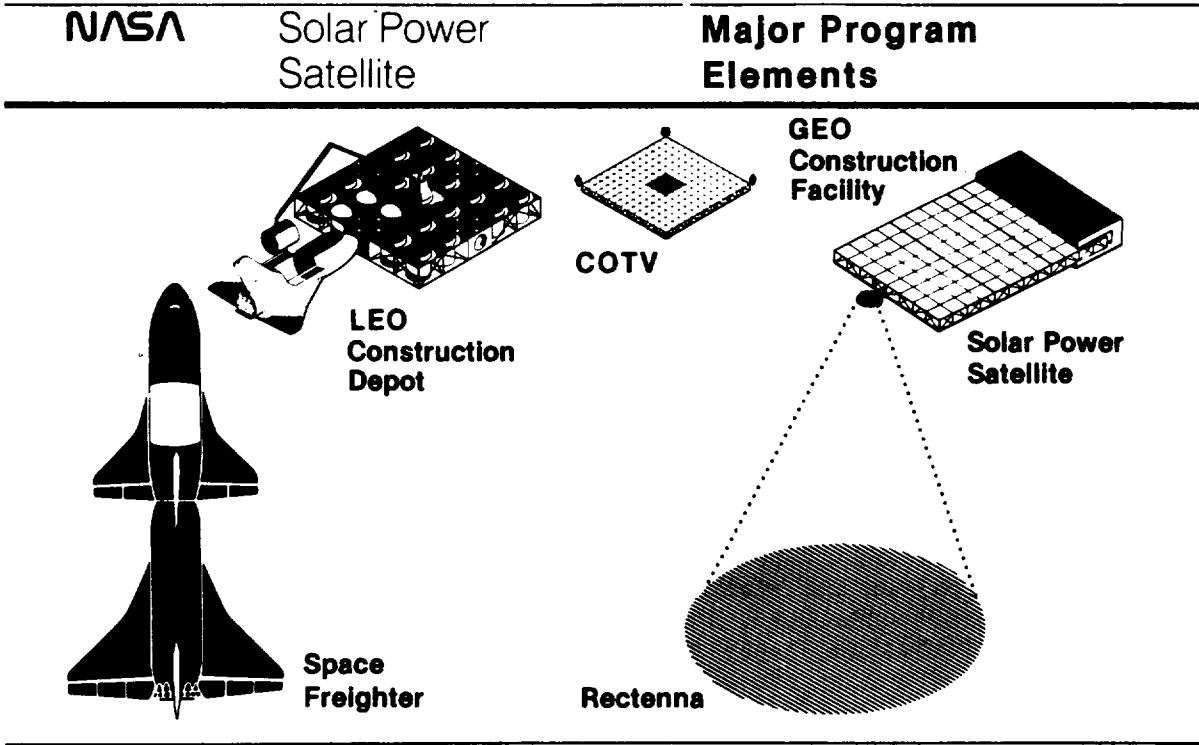 NASA
Solar Power
Satellite
Major Program
Elements
GEO
Construction
Facility
COTV
LEO
Construction
Depot
Solar Power
Satellite
Space
Freighter
Rectenna